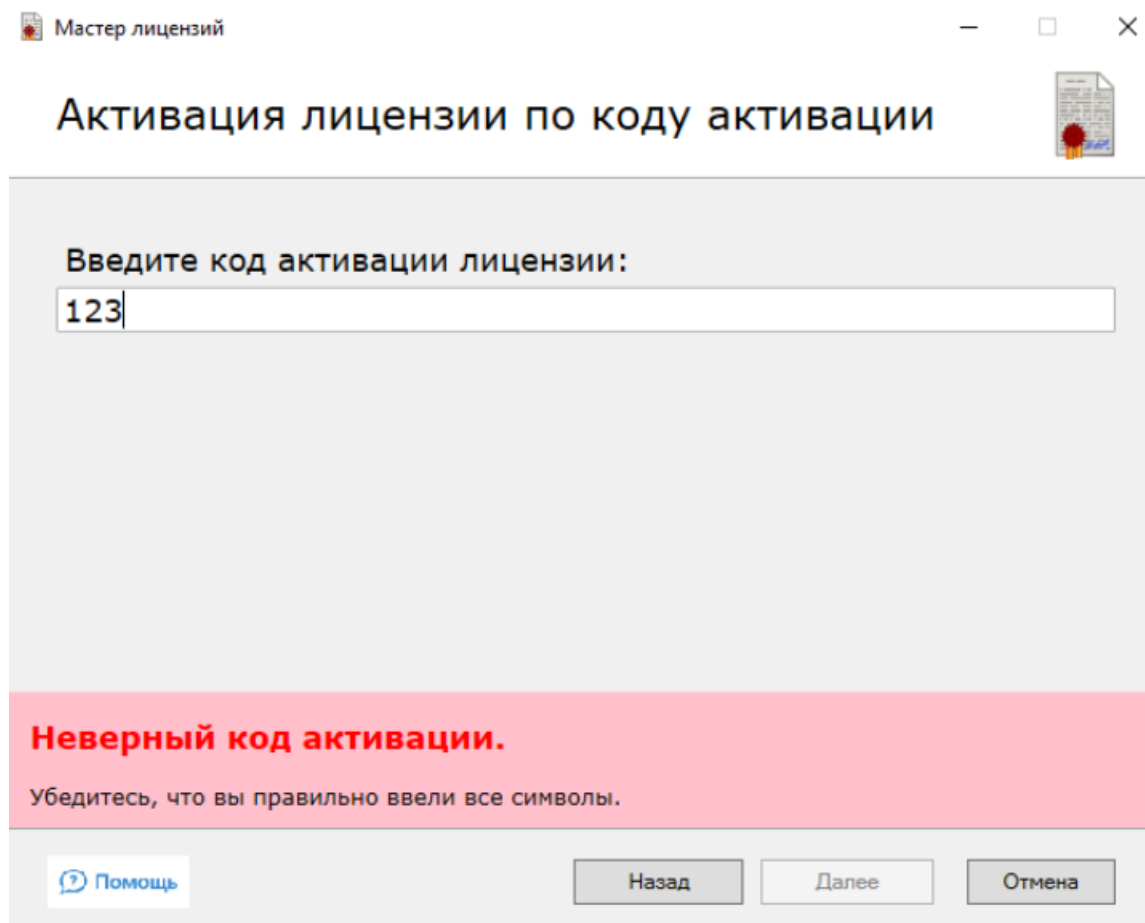 Мастер лицензий
Активация лицензии по коду активации
Введите код активации лицензии:
123
Неверный код активации.
Убедитесь, что вы правильно ввели все символы.
Помощь
Назад
Далее
Отмена